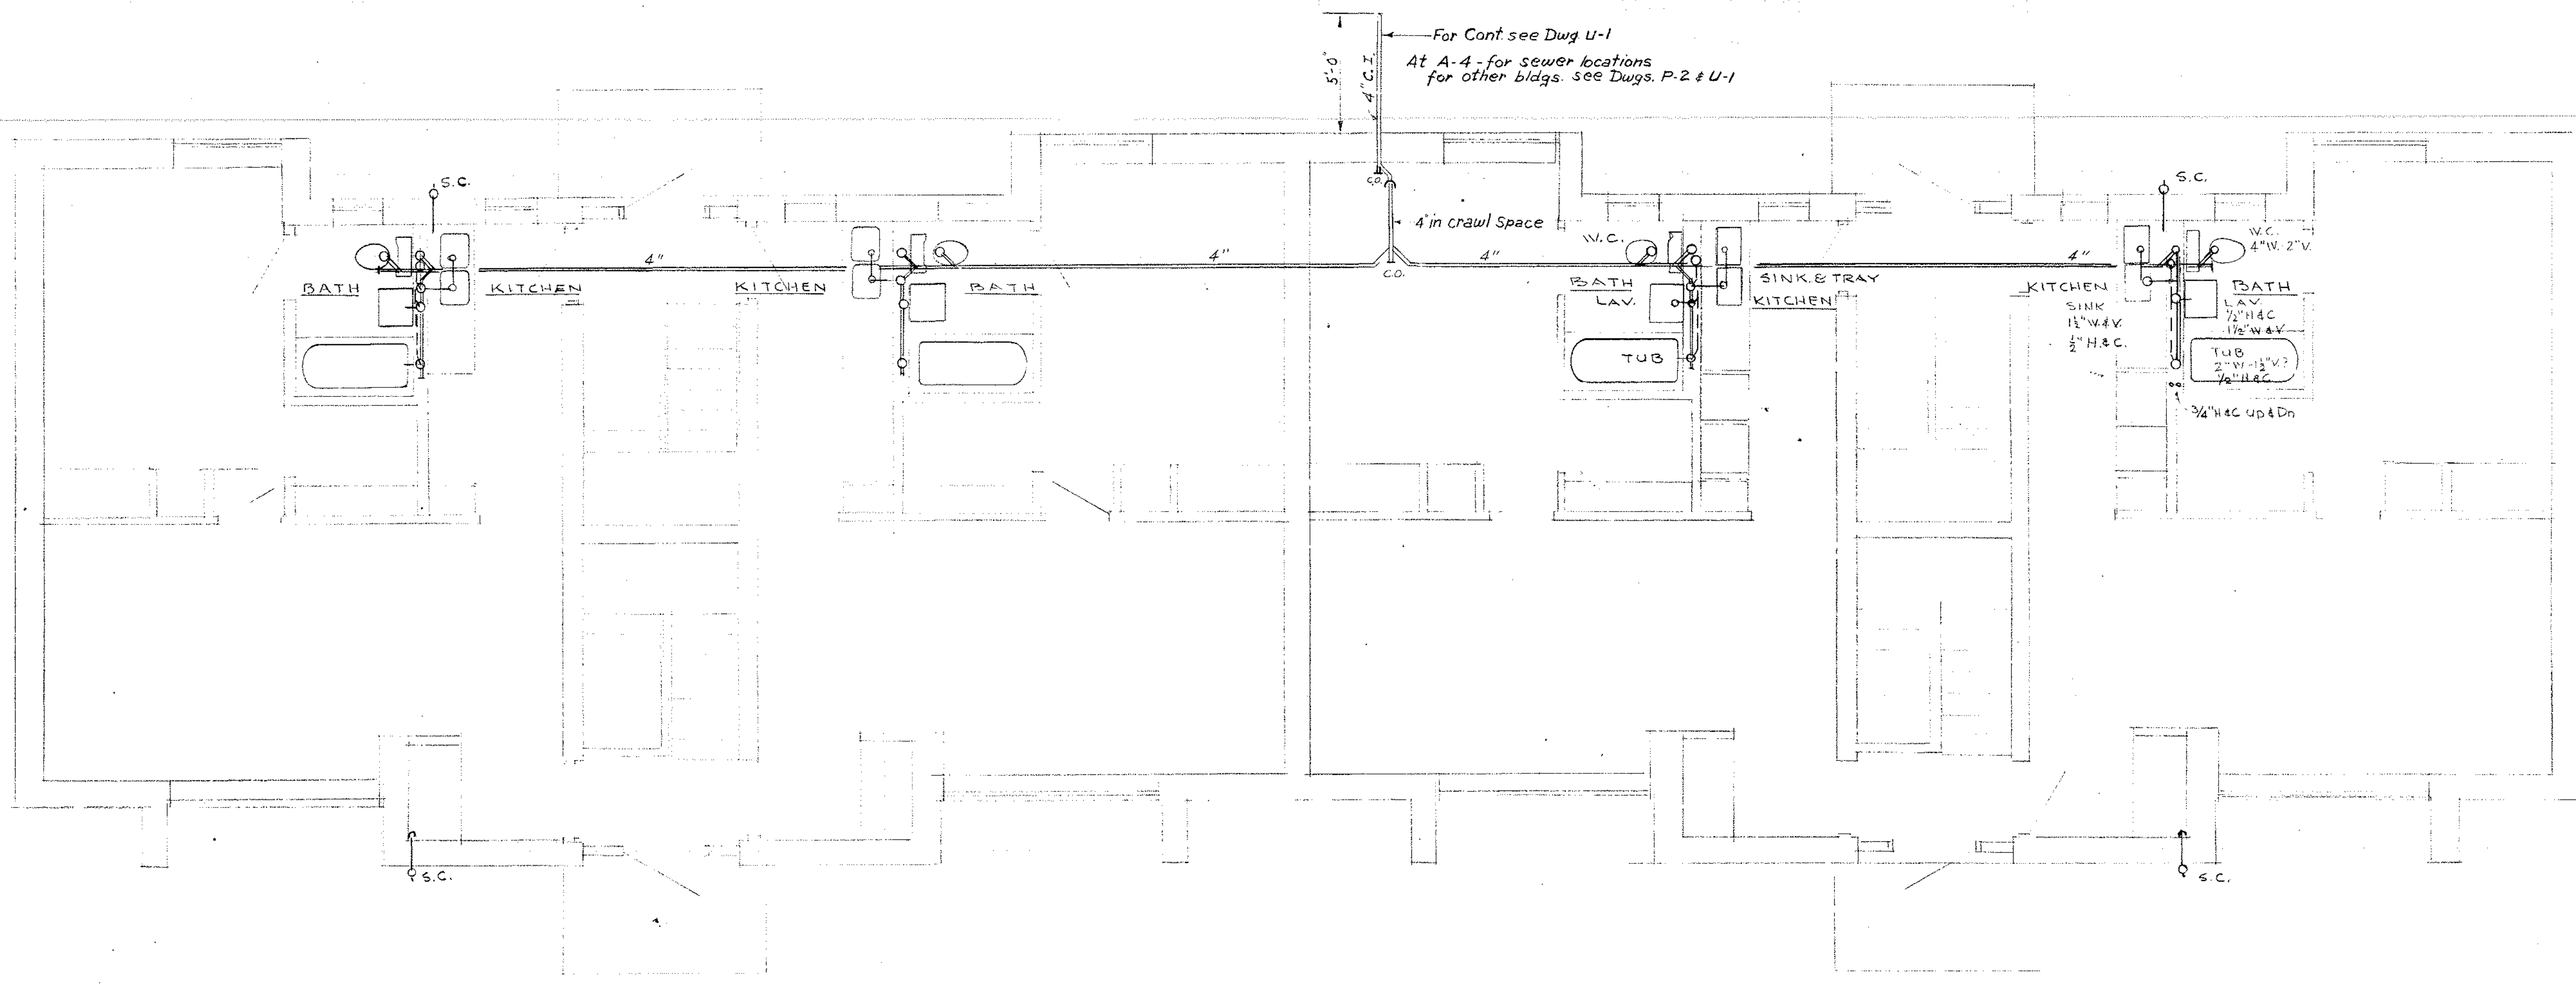 For Cont. see Dwg. U-1
At A-4-for sewer locations
for other bldgs. see Dwgs. P-2 & U-1
5'-0"
4" C.I.
C.O.
4" in crawl space
S.C.
S.C.
4"
4"
C.O.
4"
4"
W.C.
W.C.
4"W.-2"V.
BATH
KITCHEN
KITCHEN
BATH
BATH
LAV.
SINK & TRAY
KITCHEN
KITCHEN
SINK
1½" W.&V.
½" H.&C.
BATH
LAV.
½" H&C
1½" W&V.
TUB
TUB
2" W-1½" V.
½" H&C
3/4" H&C Up & Dn
S.C.
S.C.